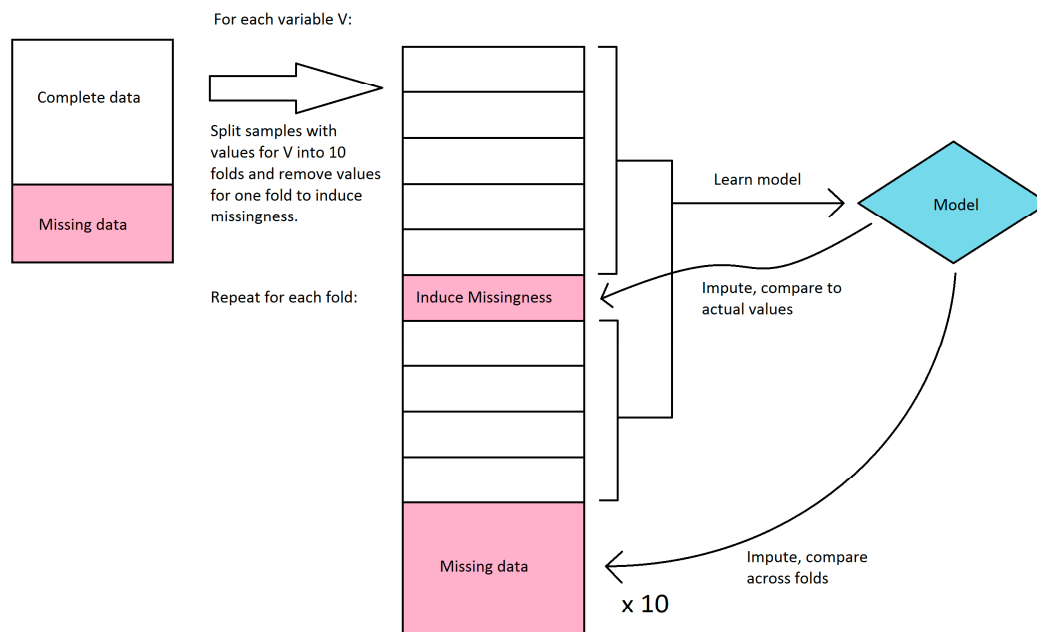 For each variable V:
Complete data
Split samples with
values for V into 10
folds and remove values
for one fold to induce
missingness.
Missing data
Learn model
Model
Repeat for each fold:
Induce Missingness
Impute, compare to
actual values
Missing data
Impute, compare
across folds
x 10